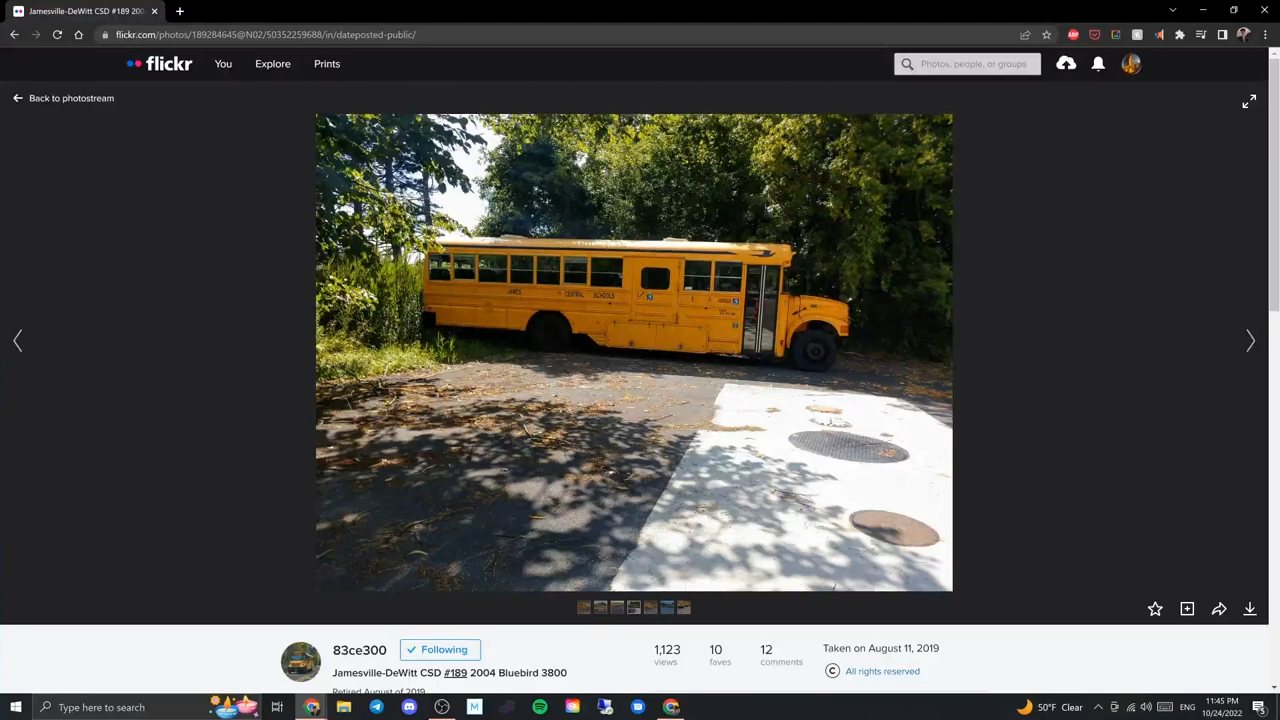 Jamesville-DeWitt CSD #189 200
flickr.com/photos/189284645@N02/50352259688/in/dateposted-public/
flickr
You
Explore
Prints
Photos, people, or groups
Back to photostream
JAMES
CENTRAL SCHOOLS
83ce300
Following
Jamesville-DeWitt CSD #189 2004 Bluebird 3800
Retired August of 2019
1,123
views
10
faves
12
comments
Taken on August 11, 2019
All rights reserved
Type here to search
50°F Clear
11:45 PM
10/24/2022